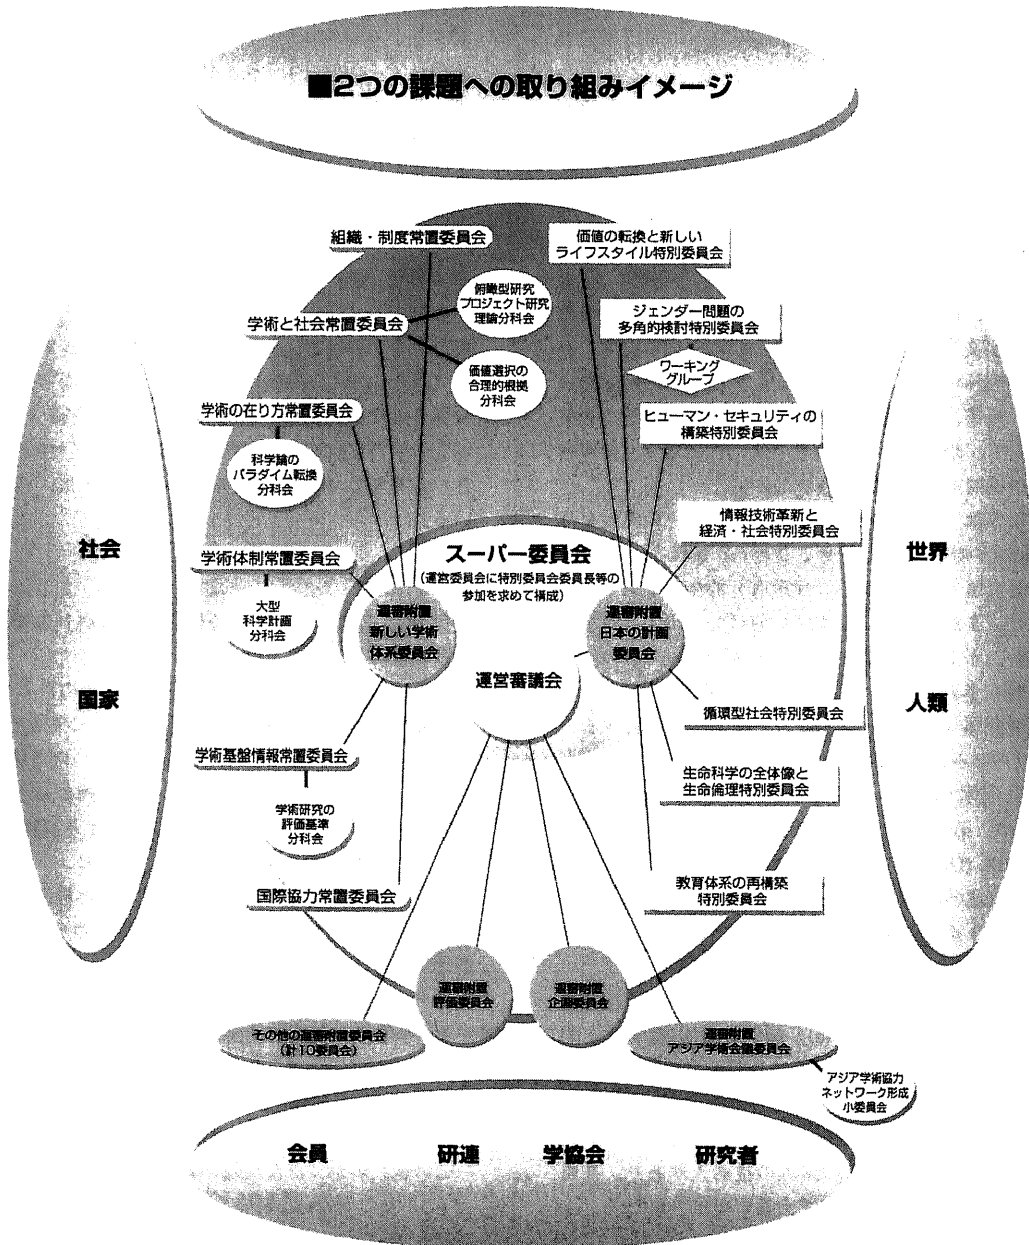 ■2つの課題への取り組みイメージ
組織・制度常置委員会
価値の転換と新しい
ライフスタイル特別委員会
俯瞰型研究
プロジェクト研究
理論分科会
学術と社会常置委員会
ジェンダー問題の
多角的検討特別委員会
ワーキング
グループ
価値選択の
合理的根拠
分科会
学術の在り方常置委員会
ヒューマン・セキュリティの
構築特別委員会
科学論の
パラダイム転換
分科会
情報技術革新と
経済・社会特別委員会
社会
世界
学術体制常置委員会
スーパー委員会
(運営委員会に特別委員会委員長等の
参加を求めて構成)
大型
科学計画
分科会
運審附置
新しい学術
体系委員会
運審附置
日本の計画
委員会
運営審議会
国家
人類
循環型社会特別委員会
学術基盤情報常置委員会
生命科学の全体像と
生命倫理特別委員会
学術研究の
評価基準
分科会
国際協力常置委員会
教育体系の再構築
特別委員会
運審附置
評価委員会
運審附置
企画委員会
その他の運審附置委員会
(計10委員会)
運審附置
アジア学術会議委員会
アジア学術協力
ネットワーク形成
小委員会
会員
研連
学協会
研究者